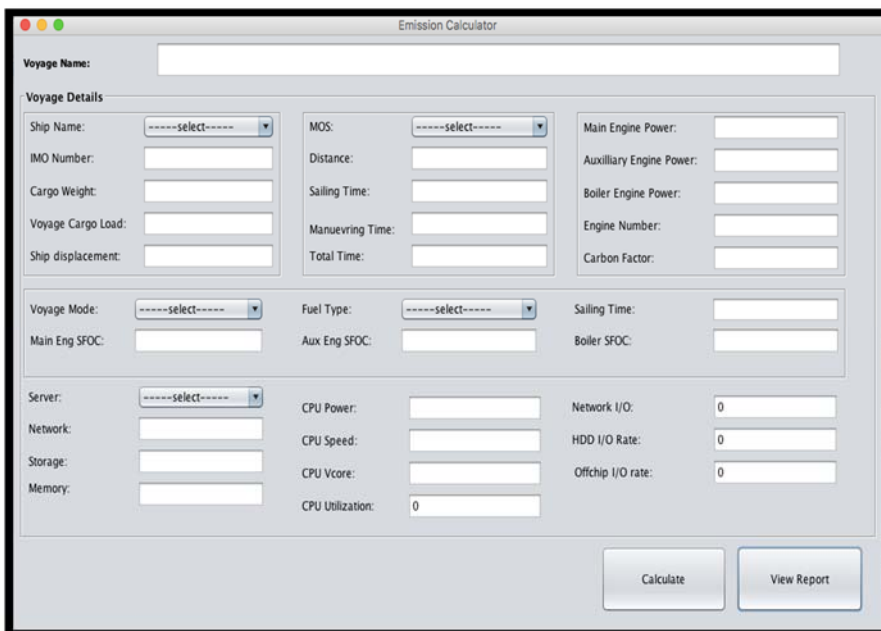 Emission Calculator
Voyage Name:
Voyage Details
Ship Name: -----select-----
IMO Number:
Cargo Weight:
Voyage Cargo Load:
Ship displacement:
MOS: -----select-----
Distance:
Sailing Time:
Manuevring Time:
Total Time:
Main Engine Power:
Auxilliary Engine Power:
Boiler Engine Power:
Engine Number:
Carbon Factor:
Voyage Mode: -----select-----
Fuel Type: -----select-----
Sailing Time:
Main Eng SFOC:
Aux Eng SFOC:
Boiler SFOC:
Server: -----select-----
Network:
Storage:
Memory:
CPU Power:
CPU Speed:
CPU Vcore:
CPU Utilization: 0
Network I/O: 0
HDD I/O Rate: 0
Offchip I/O rate: 0
Calculate
View Report